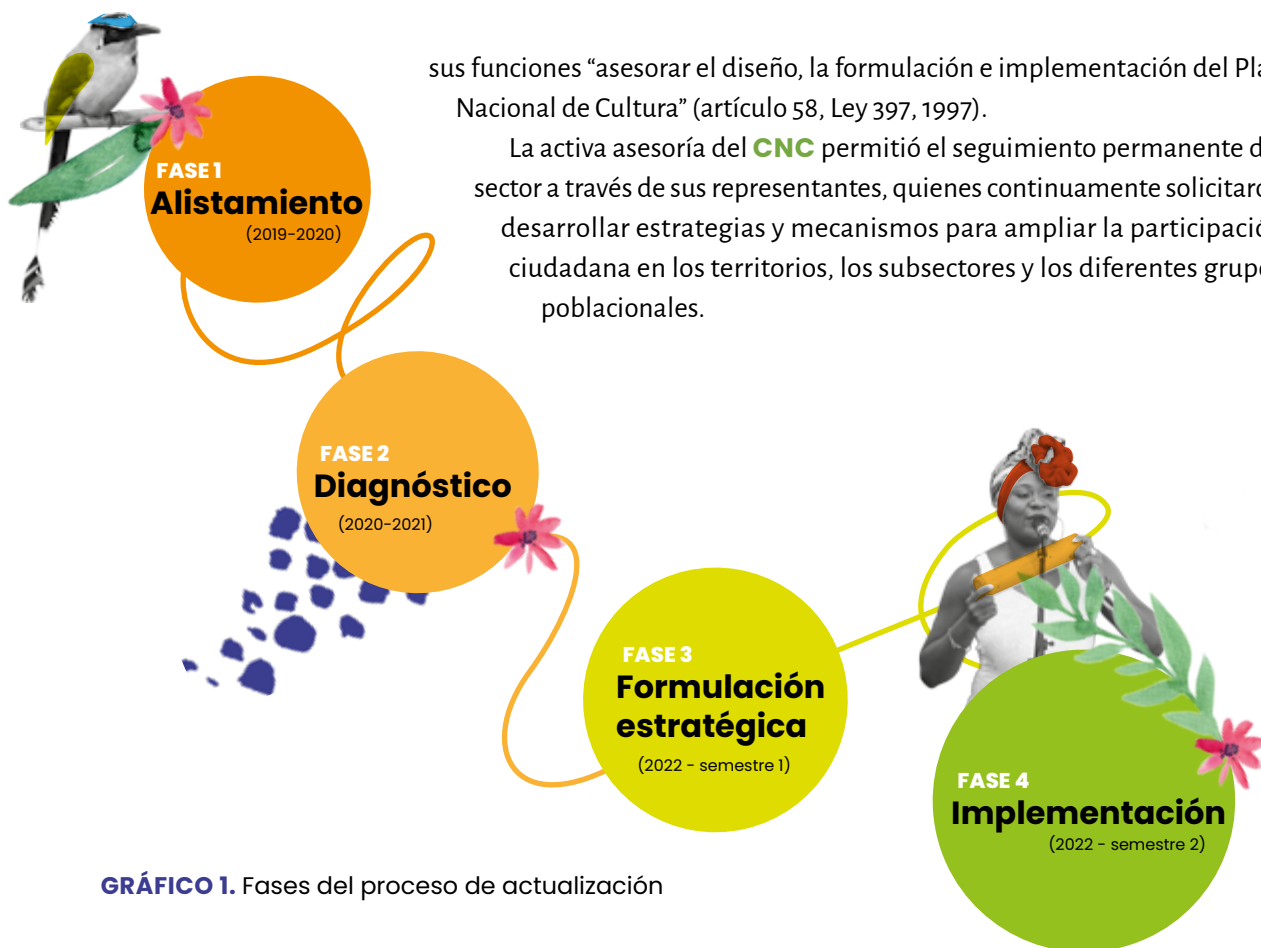 sus funciones “asesorar el diseño, la formulación e implementación del
Nacional de Cultura” (artículo 58, Ley 397, 1997).
La activa asesoría del CNC permitió el seguimiento permanente
sector a través de sus representantes, quienes continuamente
desarrollar estrategias y mecanismos para ampliar la
ciudadana en los territorios, los subsectores y los diferentes
poblacionales.
FASE 1
Alistamiento
(2019-2020)
FASE 2
Diagnóstico
(2020-2021)
FASE 3
Formulación
estratégica
(2022 - semestre 1)
FASE 4
Implementación
(2022 - semestre 2)
GRÁFICO 1. Fases del proceso de actualización